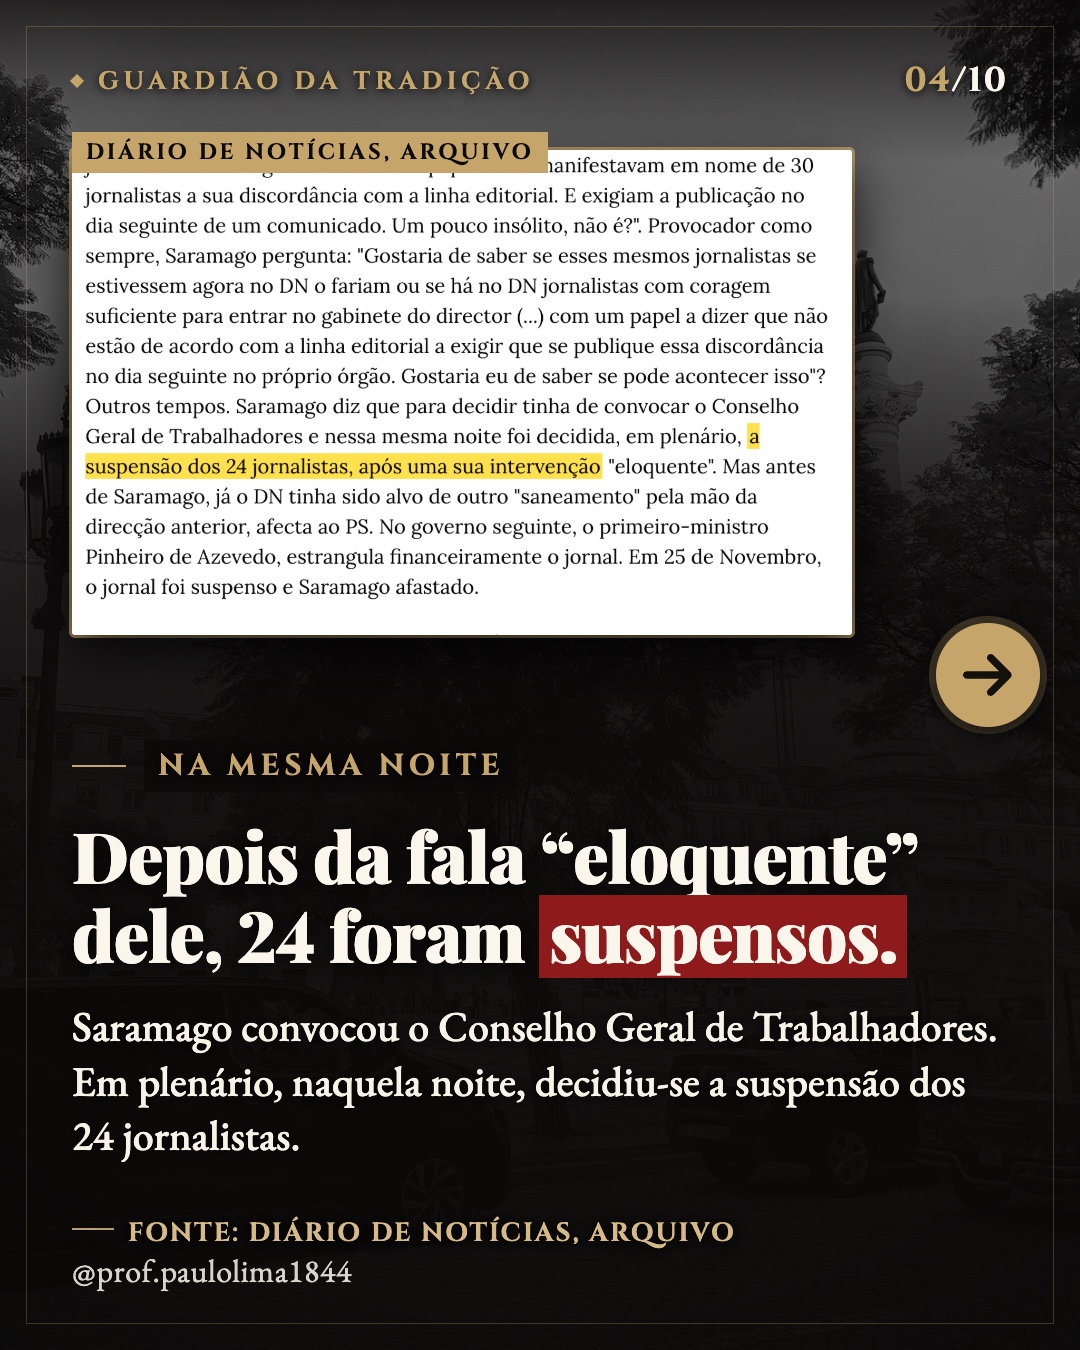 GUARDIÃO DA TRADIÇÃO
04/10
DIÁRIO DE NOTÍCIAS, ARQUIVO
manifestavam em nome de 30
jornalistas a sua discordância com a linha editorial. E exigiam a publicação no
dia seguinte de um comunicado. Um pouco insólito, não é?". Provocador como
sempre, Saramago pergunta: "Gostaria de saber se esses mesmos jornalistas se
estivessem agora no DN o fariam ou se há no DN jornalistas com coragem
suficiente para entrar no gabinete do director (...) com um papel a dizer que não
estão de acordo com a linha editorial a exigir que se publique essa discordância
no dia seguinte no próprio órgão. Gostaria eu de saber se pode acontecer isso"?
Outros tempos. Saramago diz que para decidir tinha de convocar o Conselho
Geral de Trabalhadores e nessa mesma noite foi decidida, em plenário, a
suspensão dos 24 jornalistas, após uma sua intervenção "eloquente". Mas antes
de Saramago, já o DN tinha sido alvo de outro "saneamento" pela mão da
direcção anterior, afecta ao PS. No governo seguinte, o primeiro-ministro
Pinheiro de Azevedo, estrangula financeiramente o jornal. Em 25 de Novembro,
o jornal foi suspenso e Saramago afastado.
NA MESMA NOITE
Depois da fala “eloquente”
dele, 24 foram suspensos.
Saramago convocou o Conselho Geral de Trabalhadores.
Em plenário, naquela noite, decidiu-se a suspensão dos
24 jornalistas.
FONTE: DIÁRIO DE NOTÍCIAS, ARQUIVO
@prof.paulolima1844